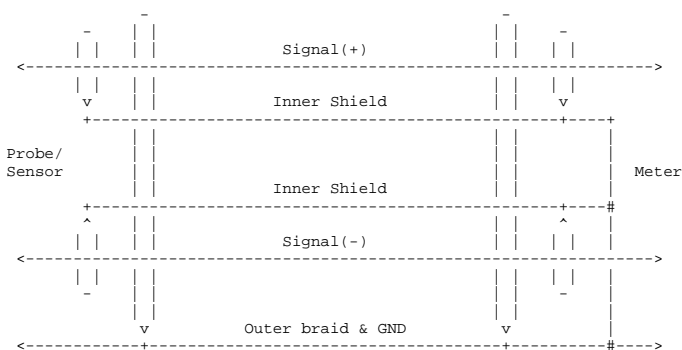 Signal(+)
Inner Shield
Probe/
Sensor
Meter
Inner Shield
Signal(-)
Outer braid & GND